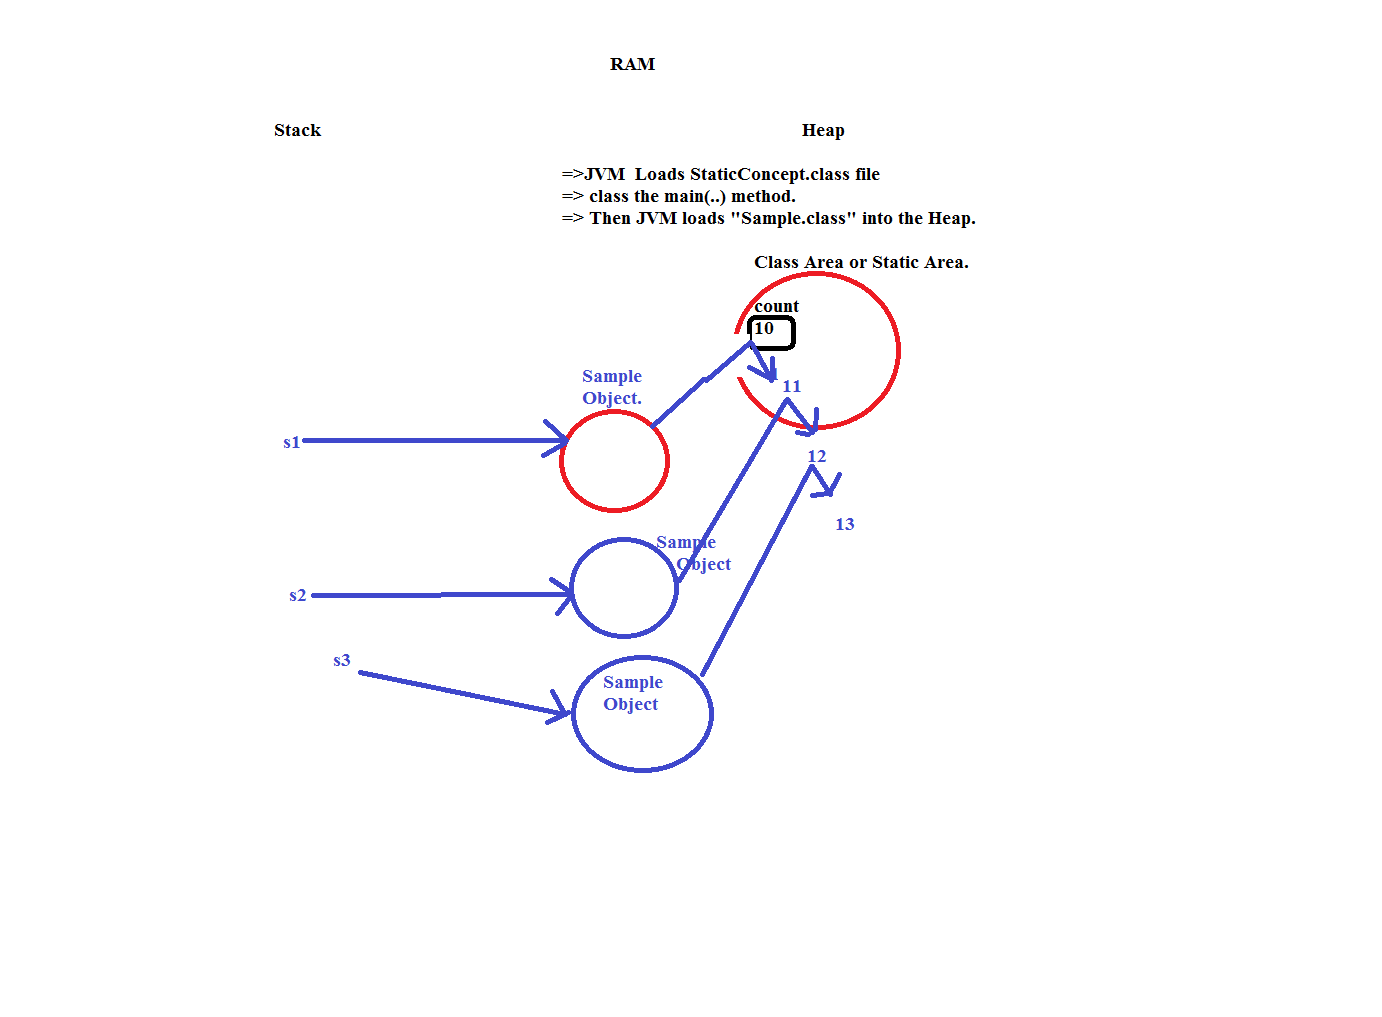 RAM
Stack
Heap
=>JVM  Loads StaticConcept.class file
=> class the main(..) method.
=> Then JVM loads "Sample.class" into the Heap.
Class Area or Static Area.
count
10
Sample
Object.
11
s1
12
13
Sample
Object
s2
s3
Sample
Object